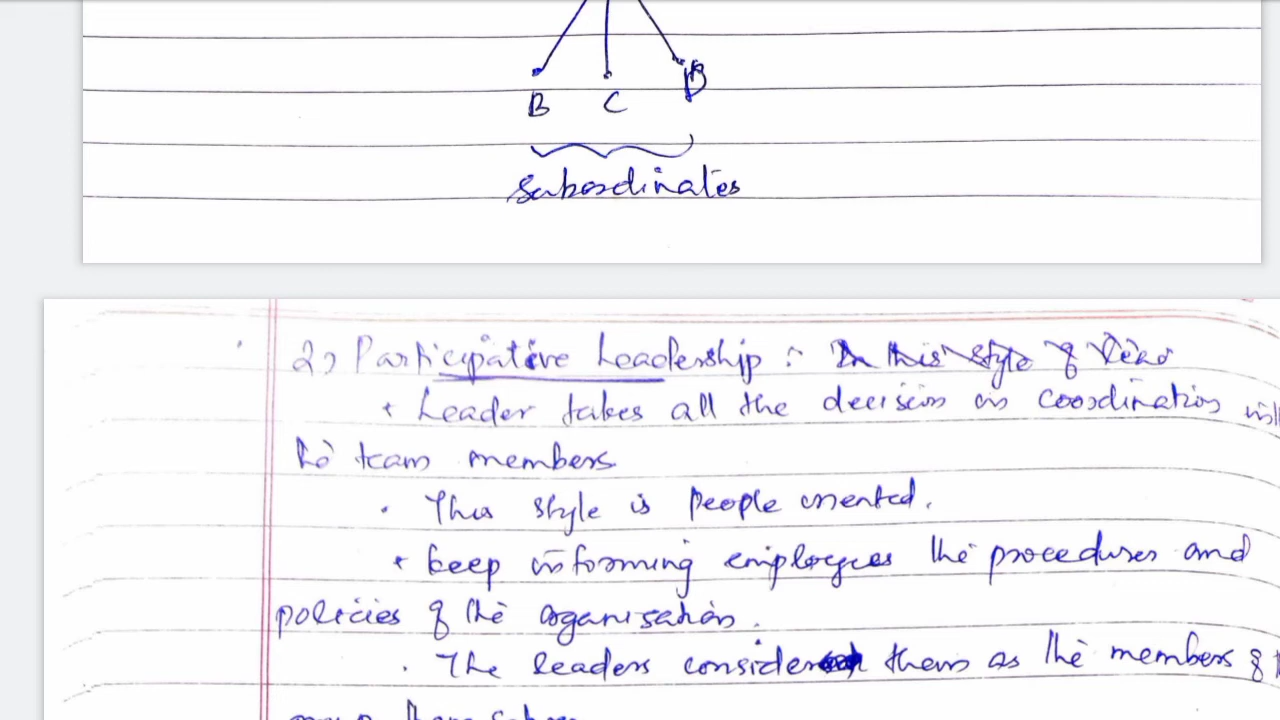 B C D
Subordinates
2) Participative Leadership :
• Leader takes all the decision in coordination with
the team members
• This style is people oriented.
• keep informing employees the procedures and
policies of the organisation.
• The leaders consider them as the members of